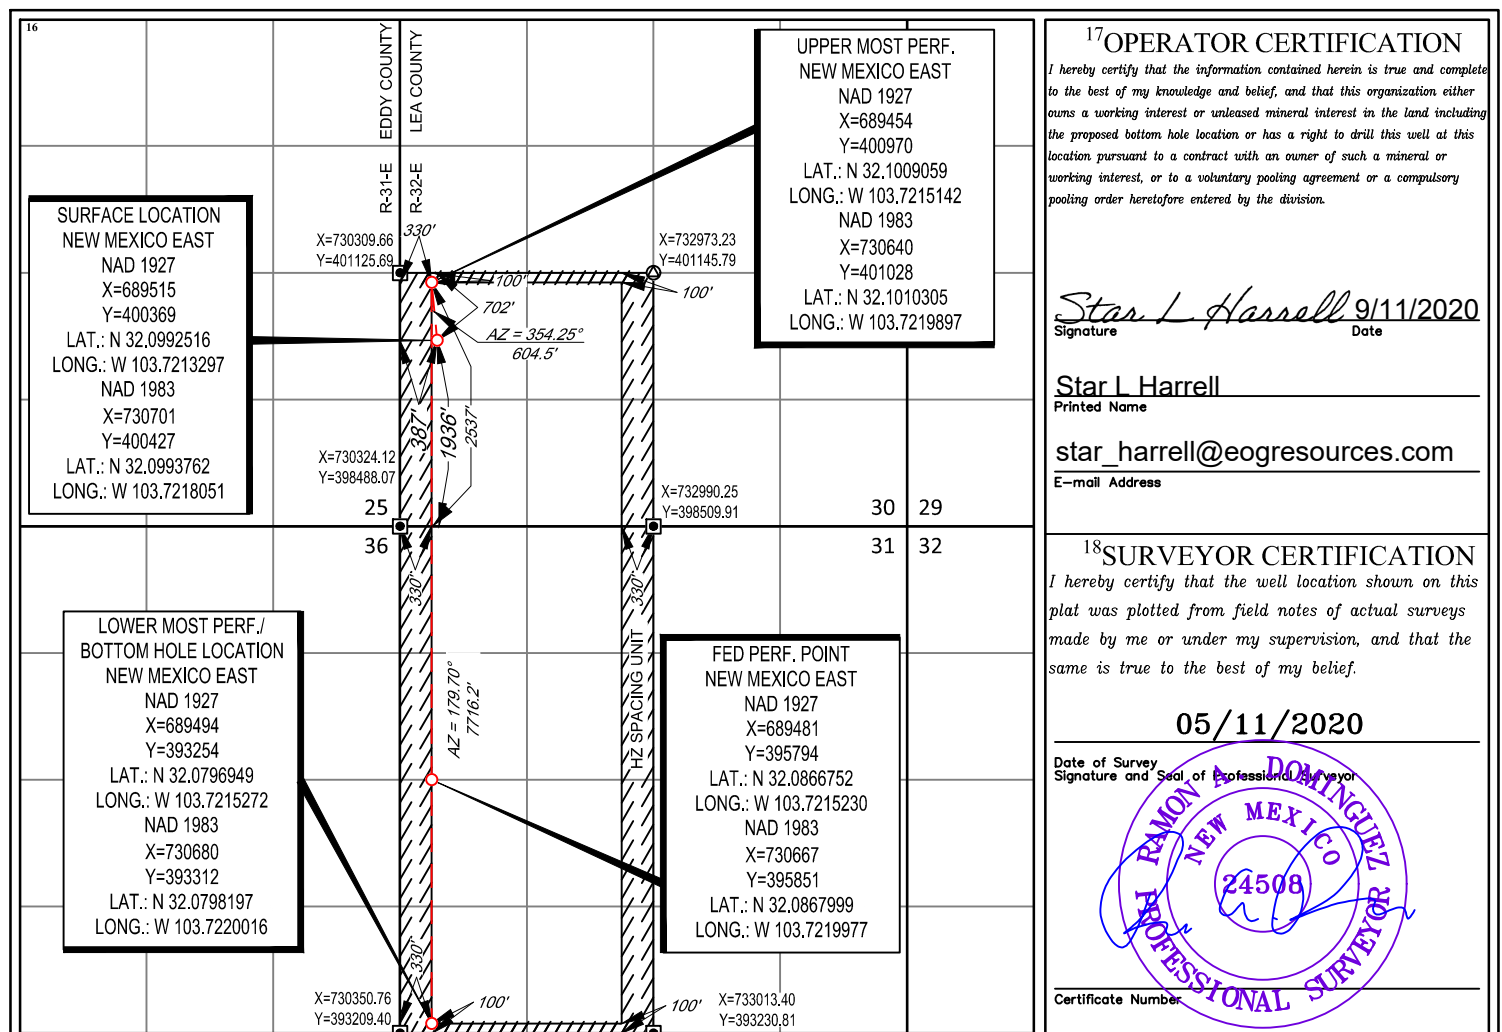 16
EDDY COUNTY
LEA COUNTY
R-31-E
R-32-E
UPPER MOST PERF.
NEW MEXICO EAST
NAD 1927
X=689454
Y=400970
LAT.: N 32.1009059
LONG.: W 103.7215142
NAD 1983
X=730640
Y=401028
LAT.: N 32.1010305
LONG.: W 103.7219897
SURFACE LOCATION
NEW MEXICO EAST
NAD 1927
X=689515
Y=400369
LAT.: N 32.0992516
LONG.: W 103.7213297
NAD 1983
X=730701
Y=400427
LAT.: N 32.0993762
LONG.: W 103.7218051
X=730309.66
Y=401125.69
330'
X=732973.23
Y=401145.79
100'
100'
702'
AZ = 354.25°
604.5'
387'
1936'
2537'
X=730324.12
Y=398488.07
X=732990.25
Y=398509.91
25
30
29
36
31
32
330'
330'
HZ SPACING UNIT
AZ = 179.70°
7716.2'
LOWER MOST PERF./
BOTTOM HOLE LOCATION
NEW MEXICO EAST
NAD 1927
X=689494
Y=393254
LAT.: N 32.0796949
LONG.: W 103.7215272
NAD 1983
X=730680
Y=393312
LAT.: N 32.0798197
LONG.: W 103.7220016
FED PERF. POINT
NEW MEXICO EAST
NAD 1927
X=689481
Y=395794
LAT.: N 32.0866752
LONG.: W 103.7215230
NAD 1983
X=730667
Y=395851
LAT.: N 32.0867999
LONG.: W 103.7219977
330'
X=730350.76
Y=393209.40
100'
100'
X=733013.40
Y=393230.81
17OPERATOR CERTIFICATION
I hereby certify that the information contained herein is true and complete
to the best of my knowledge and belief, and that this organization either
owns a working interest or unleased mineral interest in the land including
the proposed bottom hole location or has a right to drill this well at this
location pursuant to a contract with an owner of such a mineral or
working interest, or to a voluntary pooling agreement or a compulsory
pooling order heretofore entered by the division.
Star L Harrell 9/11/2020
Signature Date
Star L Harrell
Printed Name
star_harrell@eogresources.com
E-mail Address
18SURVEYOR CERTIFICATION
I hereby certify that the well location shown on this
plat was plotted from field notes of actual surveys
made by me or under my supervision, and that the
same is true to the best of my belief.
05/11/2020
Date of Survey
Signature and Seal of Professional Surveyor
RAMON A. DOMINGUEZ
NEW MEXICO
24508
PROFESSIONAL SURVEYOR
Certificate Number